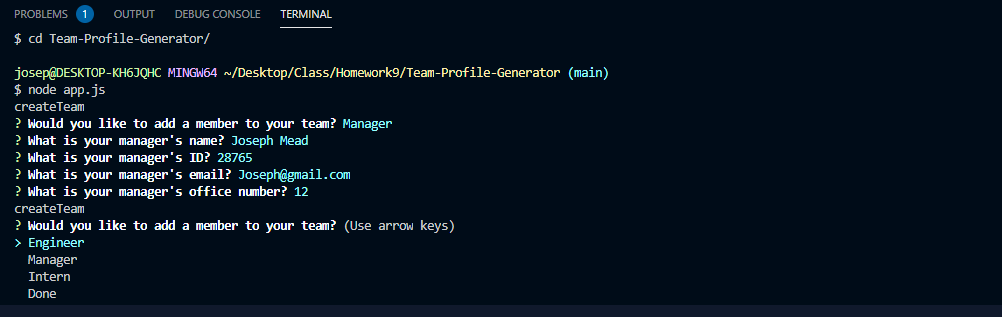 PROBLEMS 1 OUTPUT DEBUG CONSOLE TERMINAL
$ cd Team-Profile-Generator/
josep@DESKTOP-KH6JQHC MINGW64 ~/Desktop/Class/Homework9/Team-Profile-Generator (main)
$ node app.js
createTeam
? Would you like to add a member to your team? Manager
? What is your manager's name? Joseph Mead
? What is your manager's ID? 28765
? What is your manager's email? Joseph@gmail.com
? What is your manager's office number? 12
createTeam
? Would you like to add a member to your team? (Use arrow keys)
> Engineer
Manager
Intern
Done